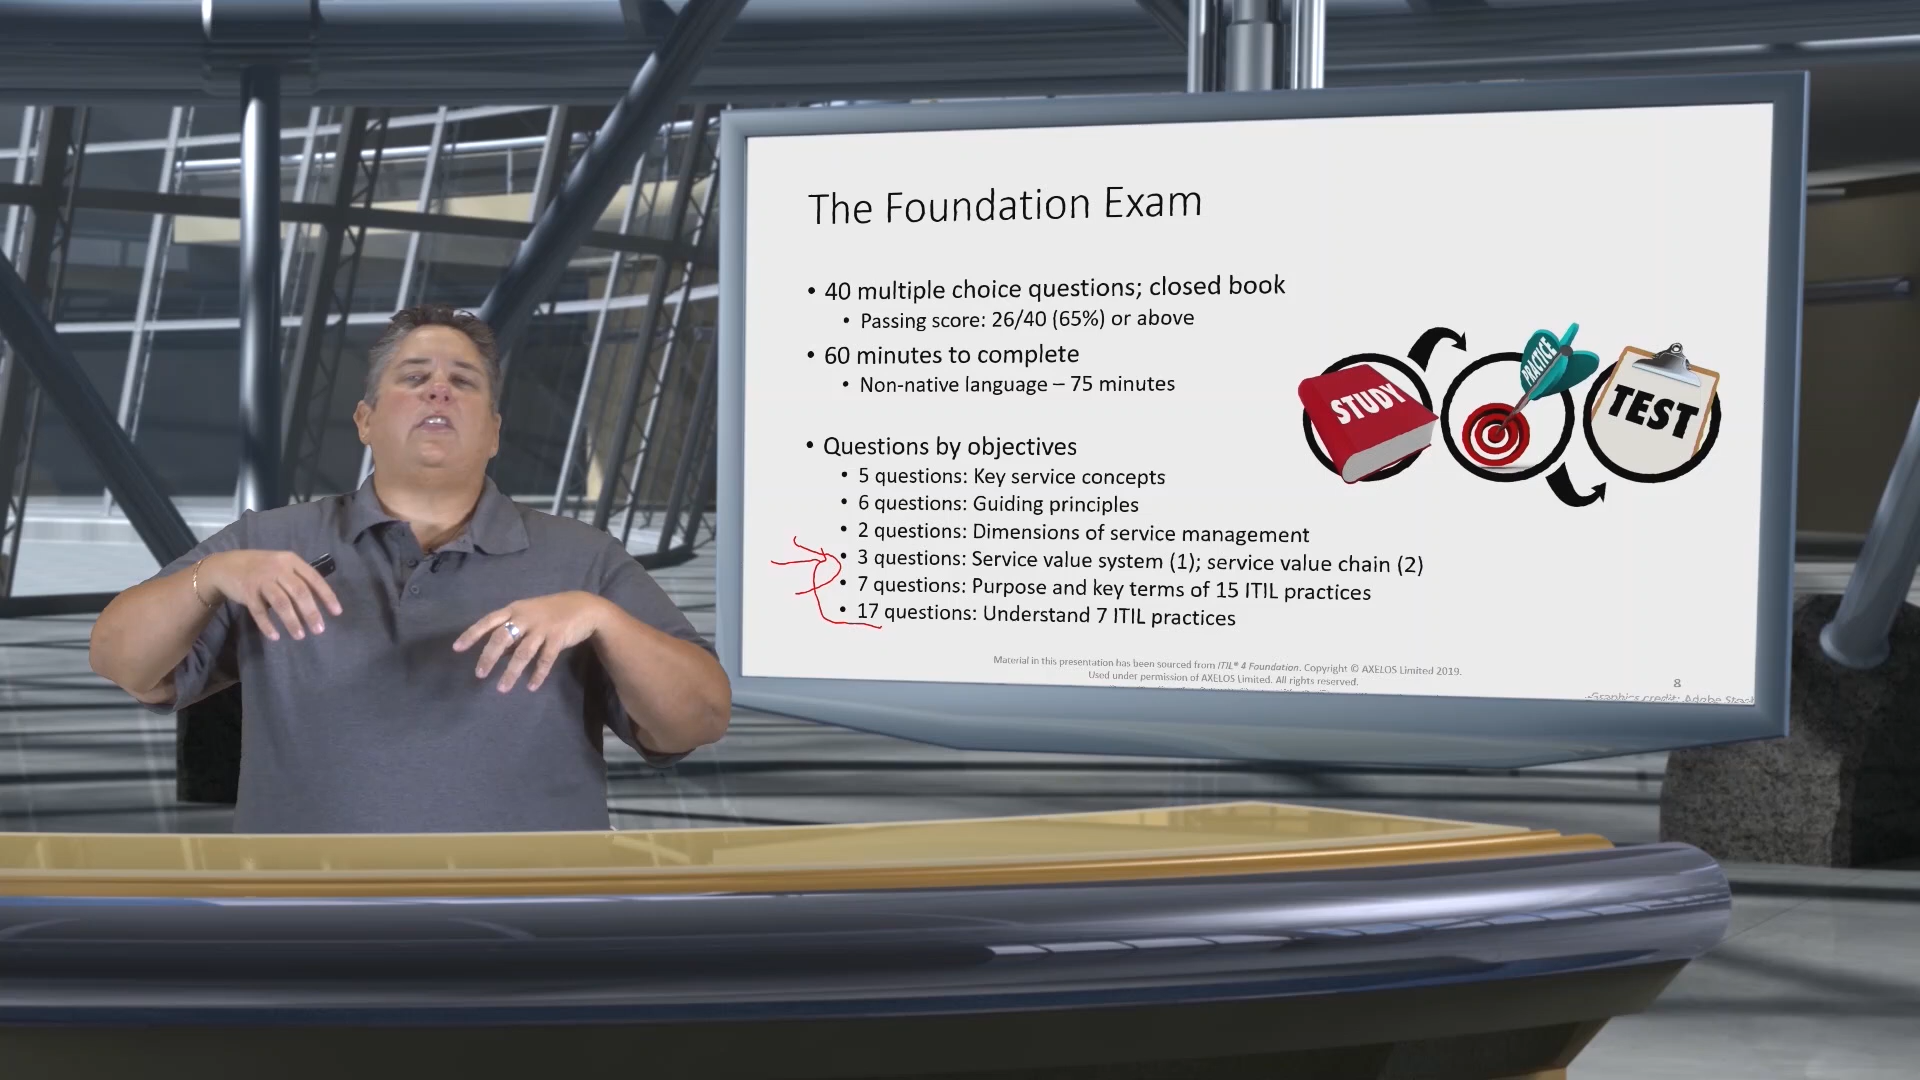 The Foundation Exam
• 40 multiple choice questions; closed book
• Passing score: 26/40 (65%) or above
• 60 minutes to complete
• Non-native language – 75 minutes
• Questions by objectives
• 5 questions: Key service concepts
• 6 questions: Guiding principles
• 2 questions: Dimensions of service management
• 3 questions: Service value system (1); service value chain (2)
• 7 questions: Purpose and key terms of 15 ITIL practices
• 17 questions: Understand 7 ITIL practices
STUDY
PRACTICE
TEST
Material in this presentation has been sourced from ITIL® 4 Foundation. Copyright © AXELOS Limited 2019.
Used under permission of AXELOS Limited. All rights reserved.
8
Graphics credit: Adobe